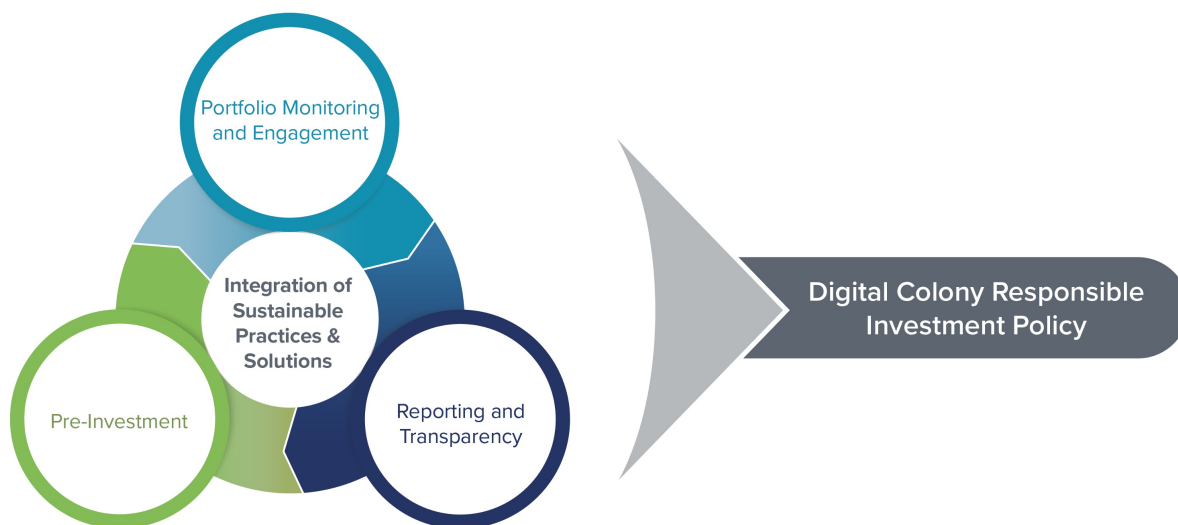 Portfolio Monitoring
and Engagement
Integration of
Sustainable
Practices &
Solutions
Pre-Investment
Reporting and
Transparency
Digital Colony Responsible
Investment Policy